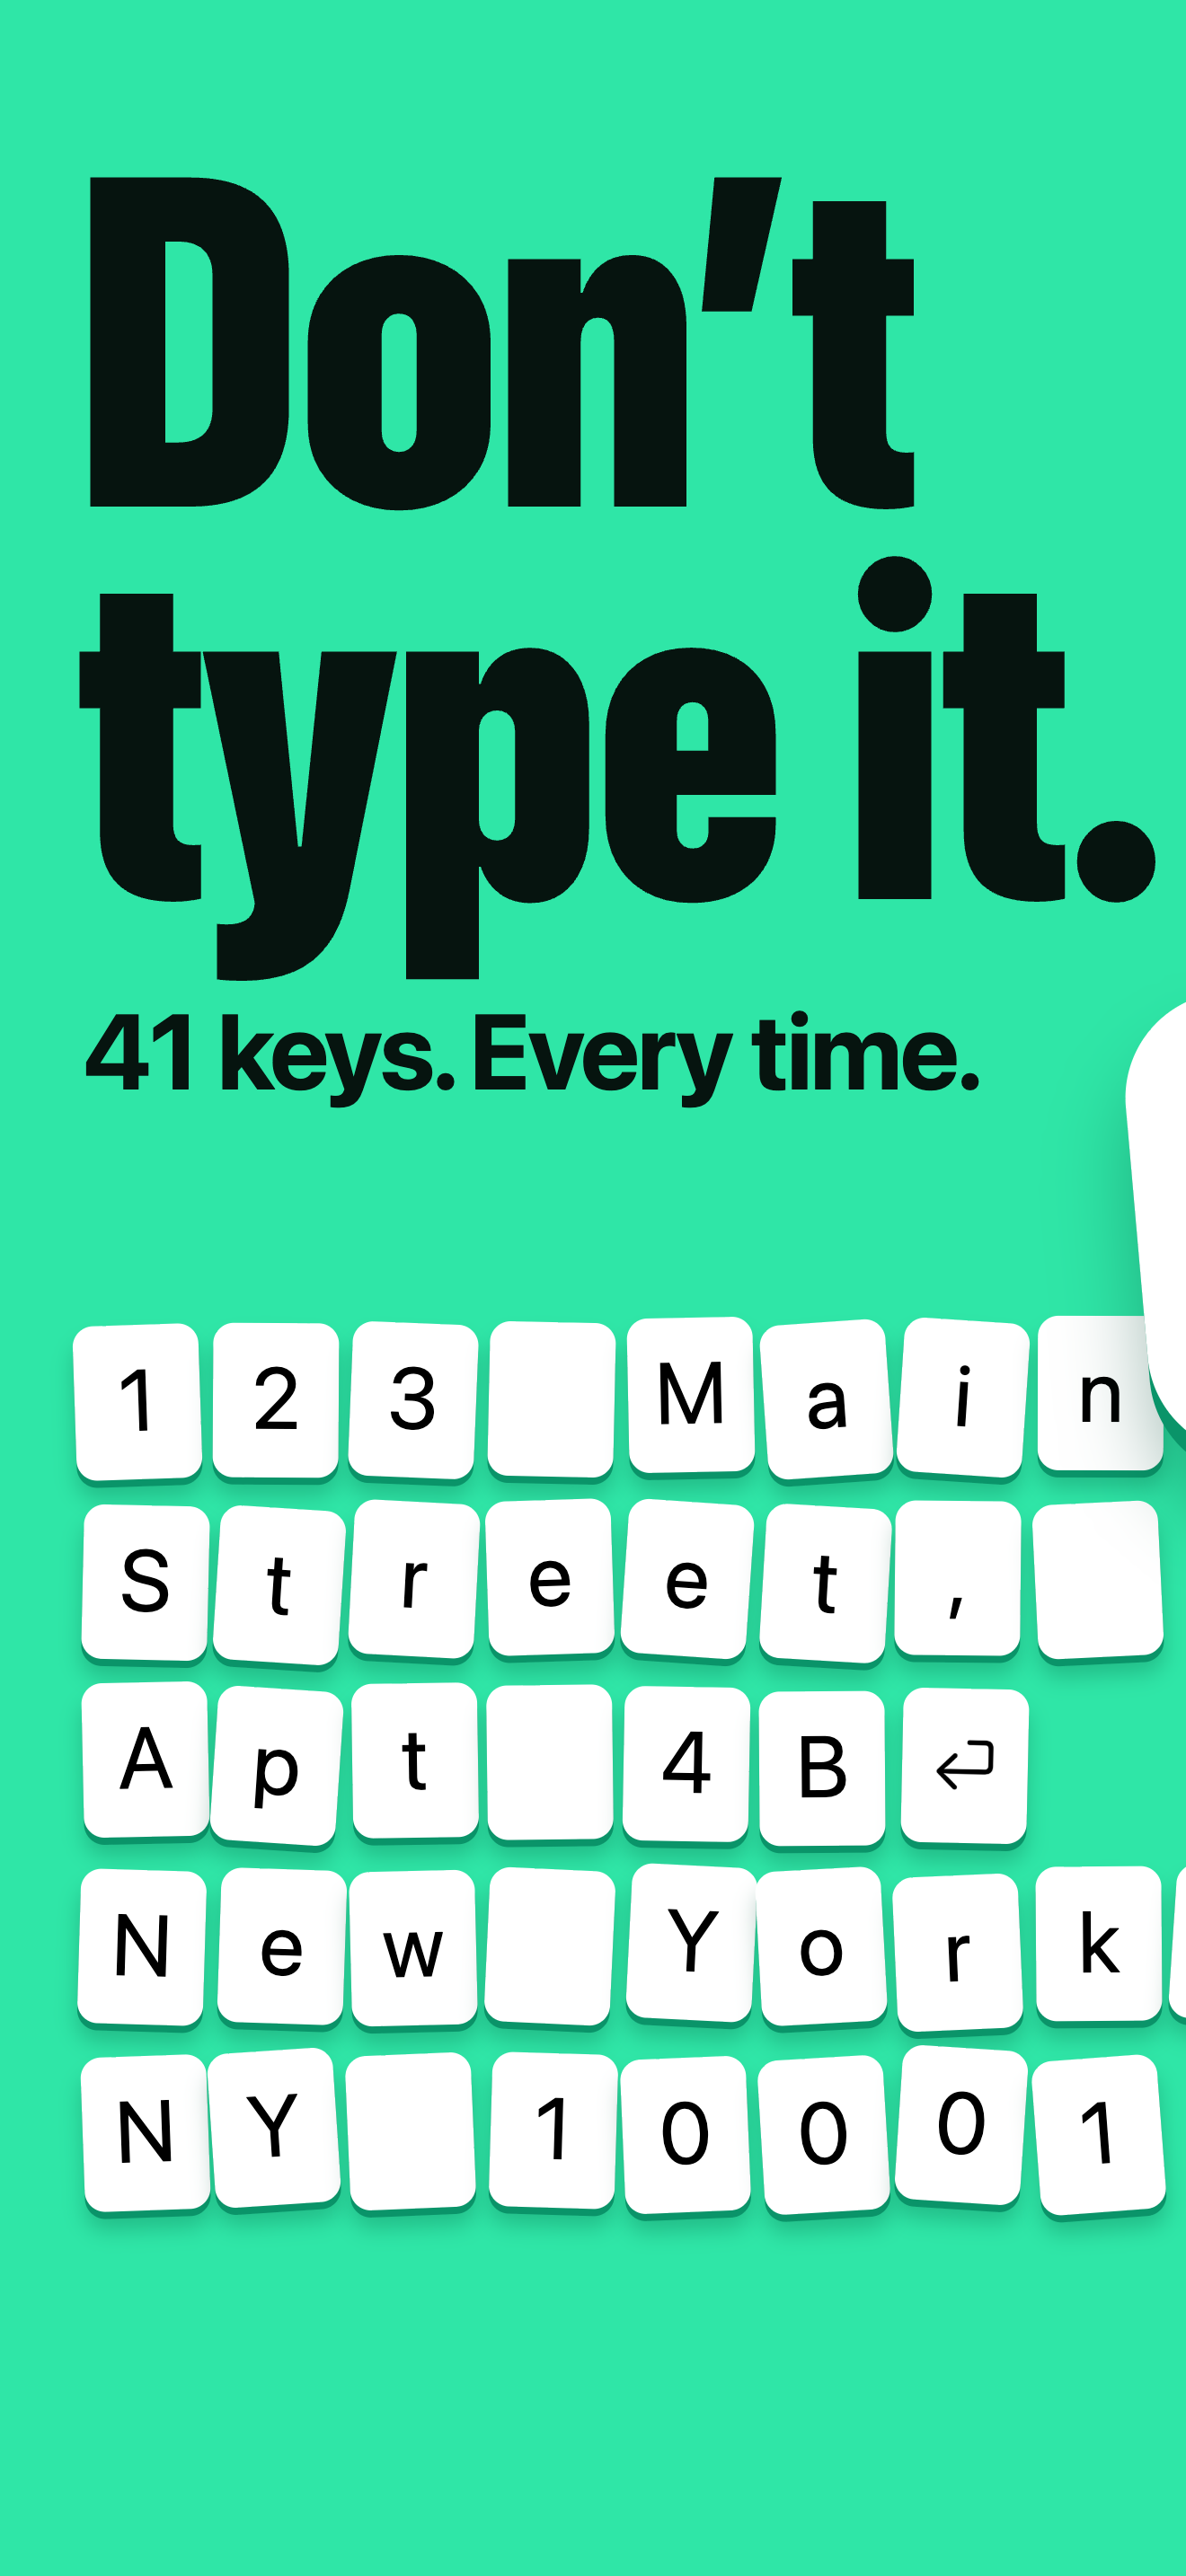 Don’t
type it.
41 keys. Every time.
123 Main
Street,
Apt 4B
New York
NY 10001